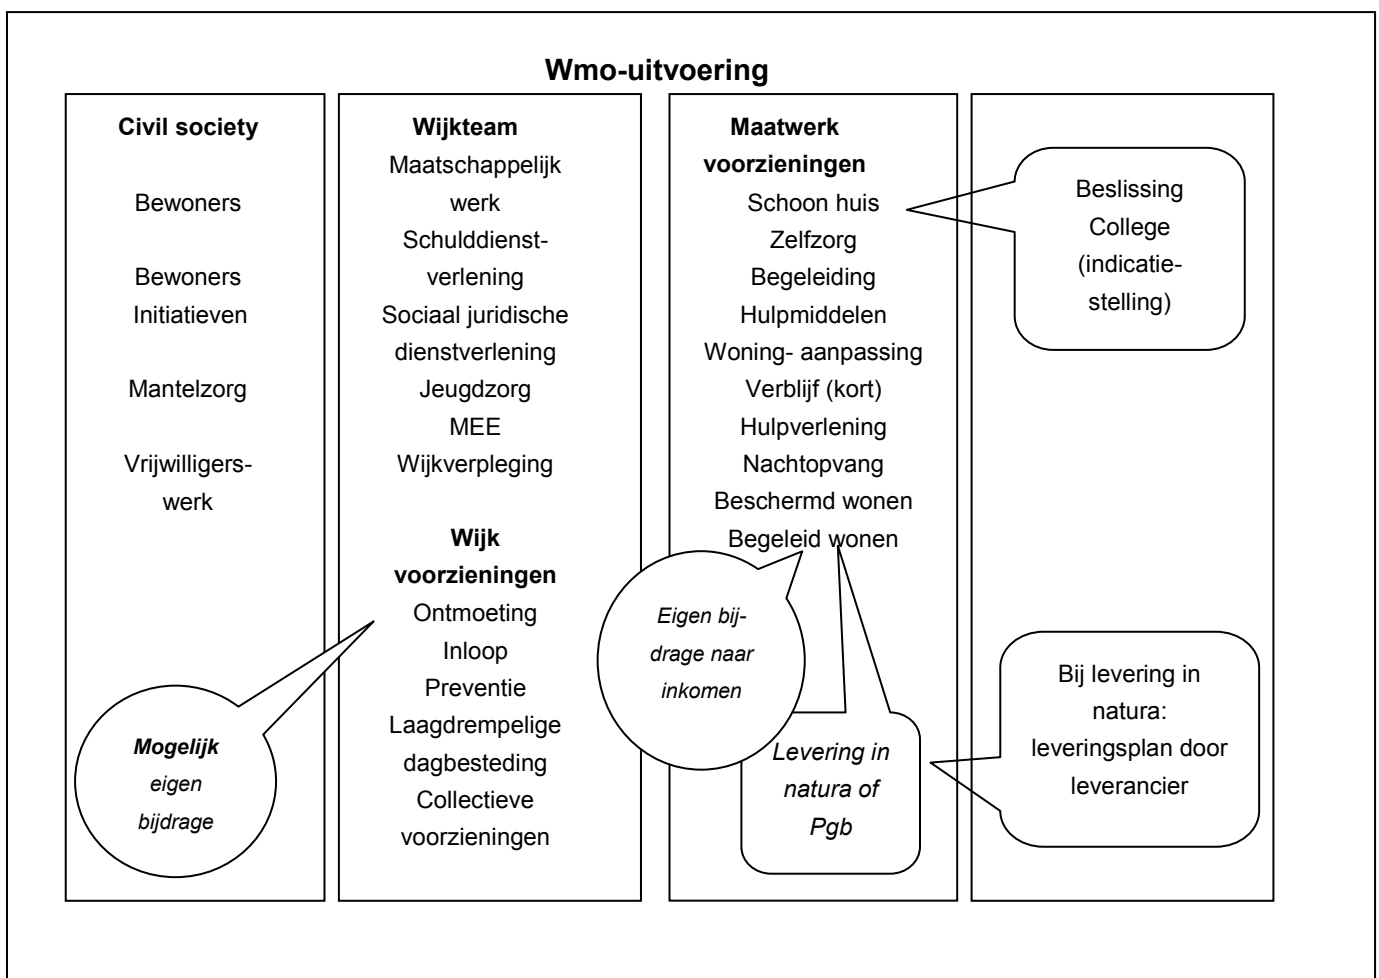 Wmo-uitvoering
Civil society
Bewoners
Bewoners
Initiatieven
Mantelzorg
Vrijwilligers-
werk
Mogelijk
eigen
bijdrage
Wijkteam
Maatschappelijk
werk
Schulddienst-
verlening
Sociaal juridische
dienstverlening
Jeugdzorg
MEE
Wijkverpleging
Wijk
voorzieningen
Ontmoeting
Inloop
Preventie
Laagdrempelige
dagbesteding
Collectieve
voorzieningen
Maatwerk
voorzieningen
Schoon huis
Zelfzorg
Begeleiding
Hulpmiddelen
Woning- aanpassing
Verblijf (kort)
Hulpverlening
Nachtopvang
Beschermd wonen
Begeleid wonen
Eigen bij-
drage naar
inkomen
Levering in
natura of
Pgb
Beslissing
College
(indicatie-
stelling)
Bij levering in
natura:
leveringsplan door
leverancier